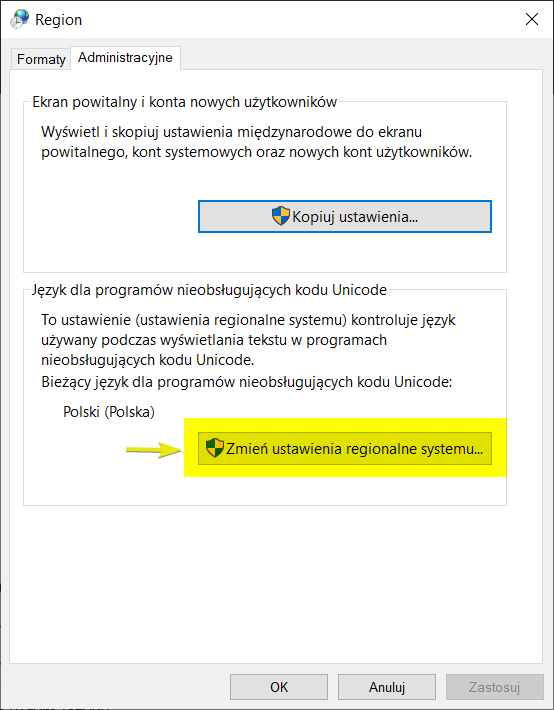 Region
Formaty
Administracyjne
Ekran powitalny i konta nowych użytkowników
Wyświetl i skopiuj ustawienia międzynarodowe do ekranu
powitalnego, kont systemowych oraz nowych kont użytkowników.
Kopiuj ustawienia...
Język dla programów nieobsługujących kodu Unicode
To ustawienie (ustawienia regionalne systemu) kontroluje język
używany podczas wyświetlania tekstu w programach
nieobsługujących kodu Unicode.
Bieżący język dla programów nieobsługujących kodu Unicode:
Polski (Polska)
Zmień ustawienia regionalne systemu...
OK
Anuluj
Zastosuj